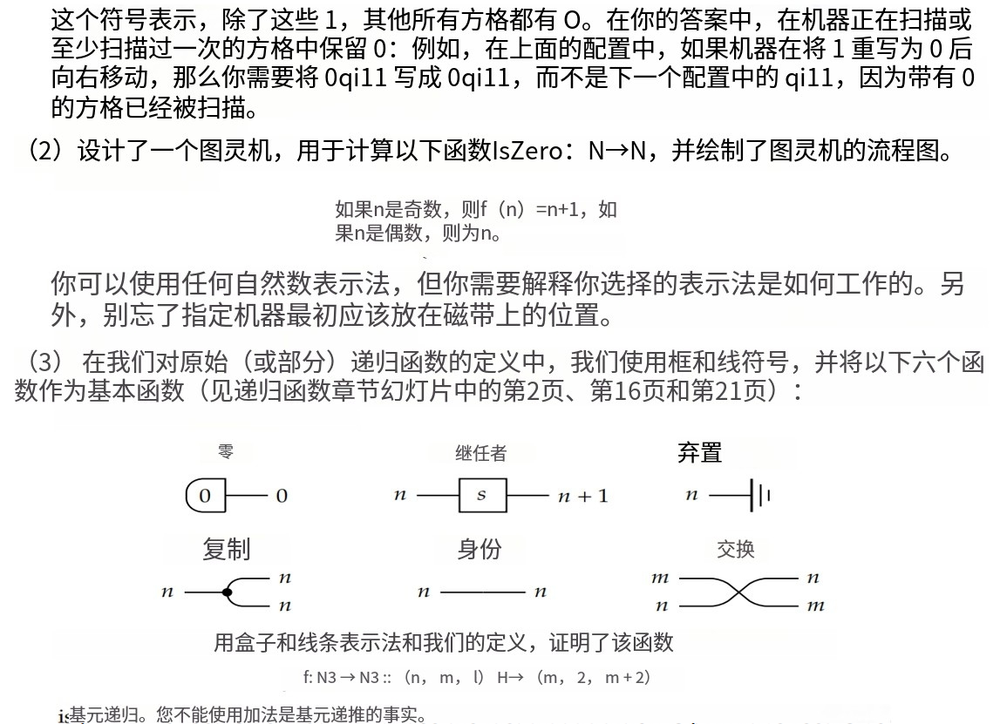 这个符号表示，除了这些 1，其他所有方格都有 O。在你的答案中，在机器正在扫描或
至少扫描过一次的方格中保留 0：例如，在上面的配置中，如果机器在将 1 重写为 0 后
向右移动，那么你需要将 0qi11 写成 0qi11，而不是下一个配置中的 qi11，因为带有 0
的方格已经被扫描。
（2）设计了一个图灵机，用于计算以下函数IsZero：N→N，并绘制了图灵机的流程图。
如果n是奇数，则f（n）=n+1，如
果n是偶数，则为n。
你可以使用任何自然数表示法，但你需要解释你选择的表示法是如何工作的。另
外，别忘了指定机器最初应该放在磁带上的位置。
（3） 在我们对原始（或部分）递归函数的定义中，我们使用框和线符号，并将以下六个函
数作为基本函数（见递归函数章节幻灯片中的第2页、第16页和第21页）：
零 继任者 弃置
0 0 n s n + 1 n
复制 身份 交换
n n n n n m n n m
用盒子和线条表示法和我们的定义，证明了该函数
f: N3 → N3 :: （n， m， l） H→ （m， 2， m + 2）
is基元递归。您不能使用加法是基元递推的事实。